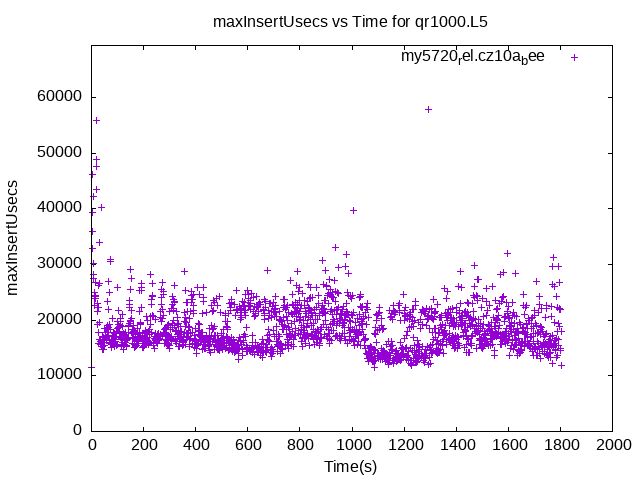 maxInsertUsecs vs Time for qr1000.L5
my5720rel.cz10abee
60000
50000
40000
30000
20000
10000
0
maxInsertUsecs
0 200 400 600 800 1000 1200 1400 1600 1800 2000
Time(s)